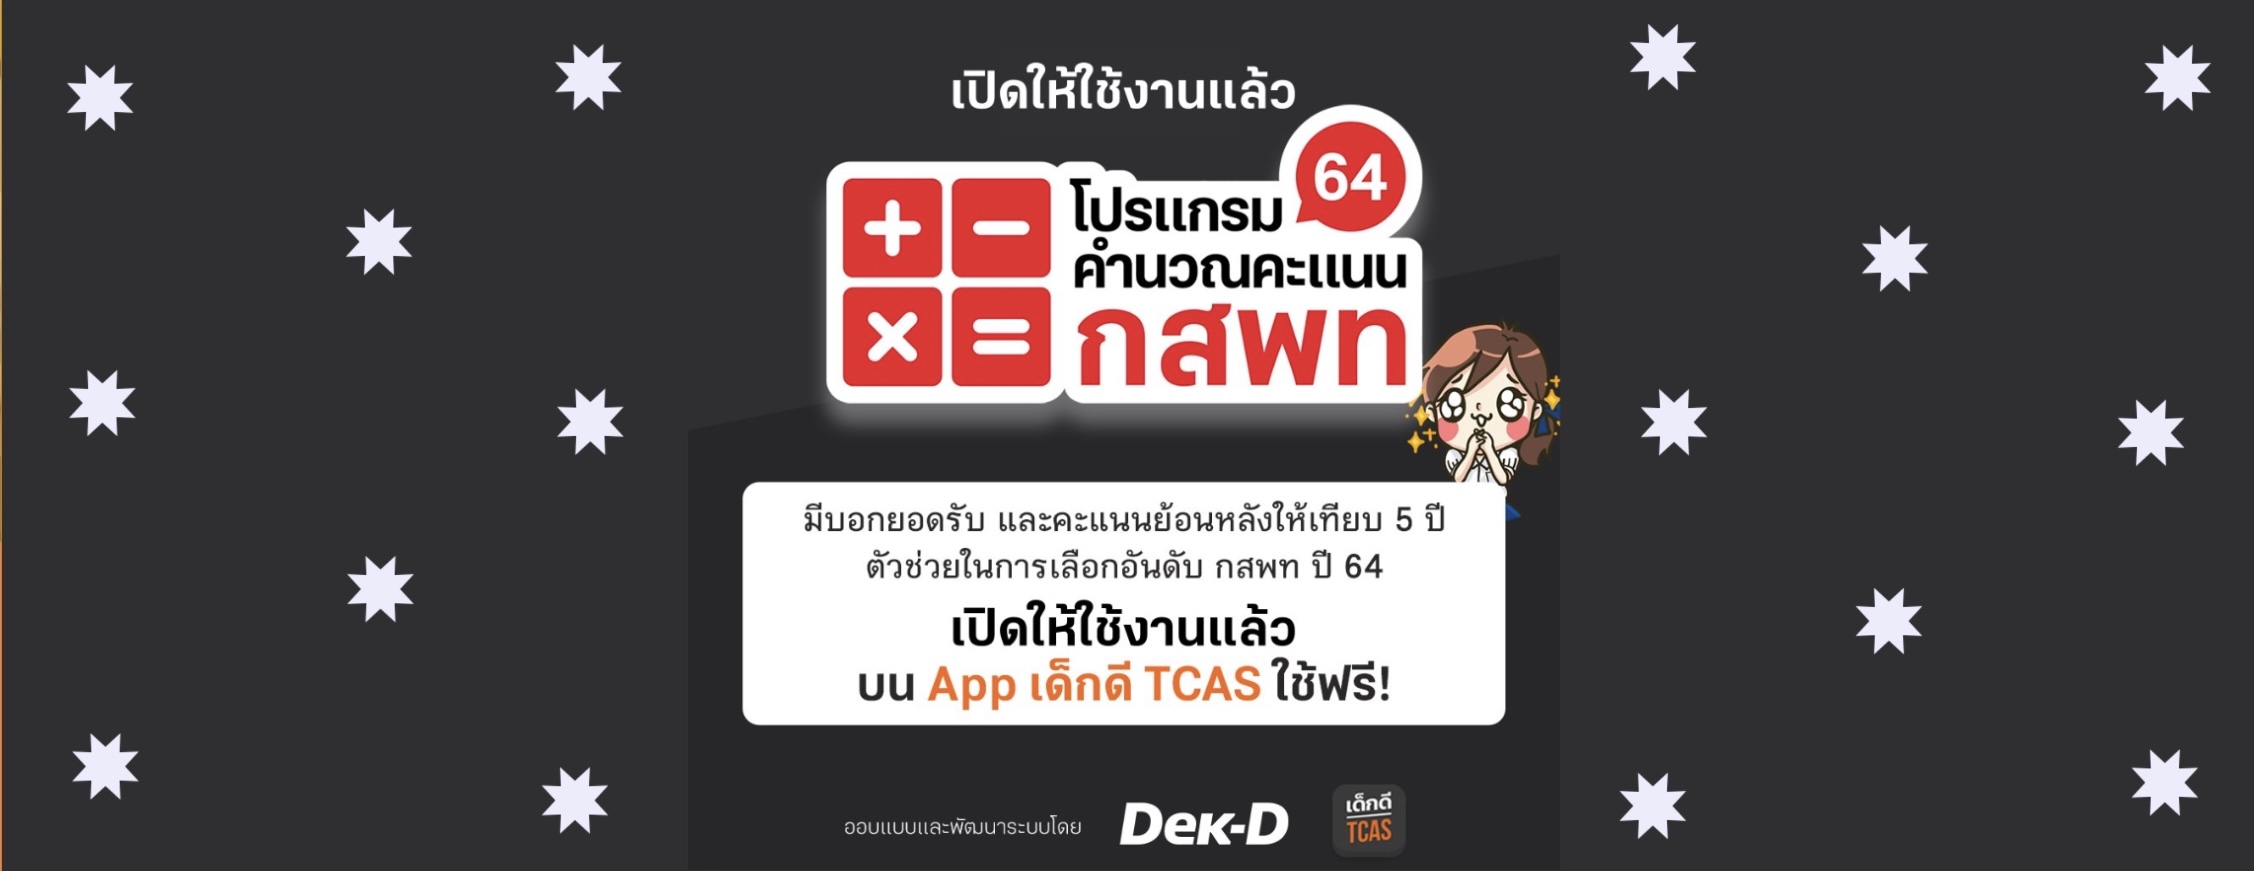 เปิดให้ใช้งานแล้ว
64
โปรแกรม
คำนวณคะแนน
กสพท
มีบอกยอดรับ และคะแนนย้อนหลังให้เทียบ 5 ปี
ตัวช่วยในการเลือกอันดับ กสพท ปี 64
เปิดให้ใช้งานแล้ว
บน App เด็กดี TCAS ใช้ฟรี!
ออบแบบและพัฒนาระบบโดย DeK-D
เด็กดี
TCAS